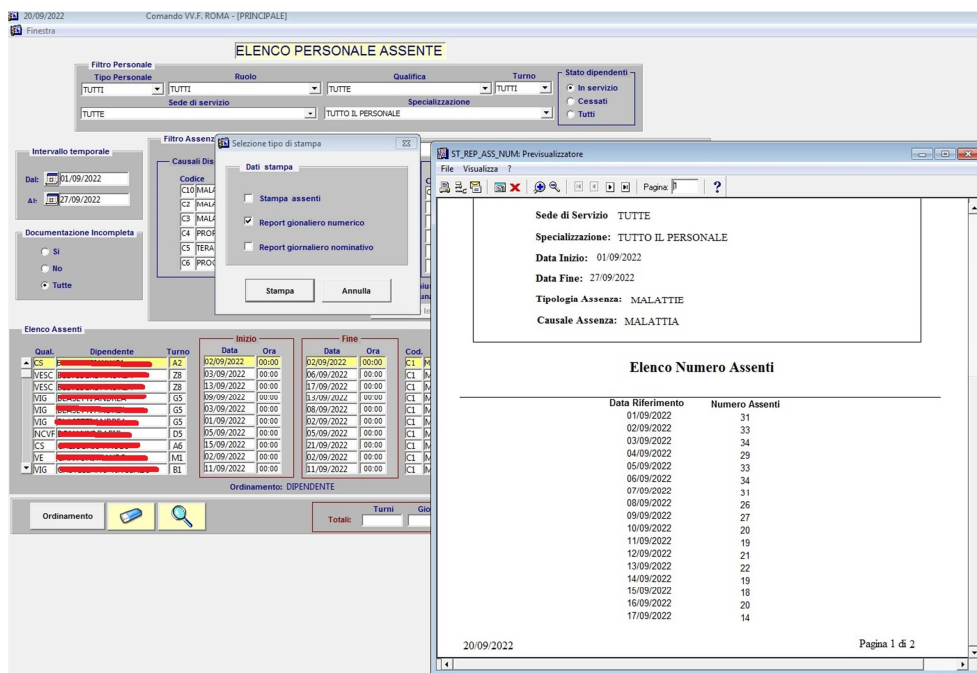 20/09/2022 Comando VV.F. ROMA - [PRINCIPALE]
Finestra
ELENCO PERSONALE ASSENTE
Filtro Personale
Tipo Personale Ruolo Qualifica Turno
TUTTI TUTTI TUTTE TUTTI
Sede di servizio Specializzazione
TUTTE TUTTO IL PERSONALE
Stato dipendenti
In servizio
Cessati
Tutti
Intervallo temporale
Dal: 01/09/2022
Al: 27/09/2022
Documentazione Incompleta
Si
No
Tutte
Filtro Assenz
Causali Dis
Codice
C10 MALA
C2 MALA
C3 MALA
C4 PROF
C5 TERA
C6 PROG
Selezione tipo di stampa
Dati stampa
Stampa assenti
Report gionaliero numerico
Report giornaliero nominativo
Stampa Annulla
Elenco Assenti
Inizio Fine
Qual. Dipendente Turno Data Ora Data Ora Cod.
CS A2 02/09/2022 00:00 02/09/2022 00:00 C1 M
VESC Z8 03/09/2022 00:00 06/09/2022 00:00 C1 M
VESC Z8 13/09/2022 00:00 17/09/2022 00:00 C1 M
VIG G5 09/09/2022 00:00 13/09/2022 00:00 C1 M
VIG G5 03/09/2022 00:00 08/09/2022 00:00 C1 M
VIG G5 01/09/2022 00:00 02/09/2022 00:00 C1 M
NCVF D5 05/09/2022 00:00 05/09/2022 00:00 C1 M
CS A6 15/09/2022 00:00 21/09/2022 00:00 C1 M
VE M1 02/09/2022 00:00 02/09/2022 00:00 C1 M
VIG B1 11/09/2022 00:00 11/09/2022 00:00 C1 M
Ordinamento: DIPENDENTE
Ordinamento
Turni Gio
Totali:
ST_REP_ASS_NUM: Previsualizzatore
File Visualizza ?
Pagina: 1 ?
Sede di Servizio TUTTE
Specializzazione: TUTTO IL PERSONALE
Data Inizio: 01/09/2022
Data Fine: 27/09/2022
Tipologia Assenza: MALATTIE
Causale Assenza: MALATTIA
Elenco Numero Assenti
Data Riferimento Numero Assenti
01/09/2022 31
02/09/2022 33
03/09/2022 34
04/09/2022 29
05/09/2022 33
06/09/2022 34
07/09/2022 31
08/09/2022 26
09/09/2022 27
10/09/2022 20
11/09/2022 19
12/09/2022 21
13/09/2022 22
14/09/2022 19
15/09/2022 18
16/09/2022 20
17/09/2022 14
20/09/2022 Pagina 1 di 2